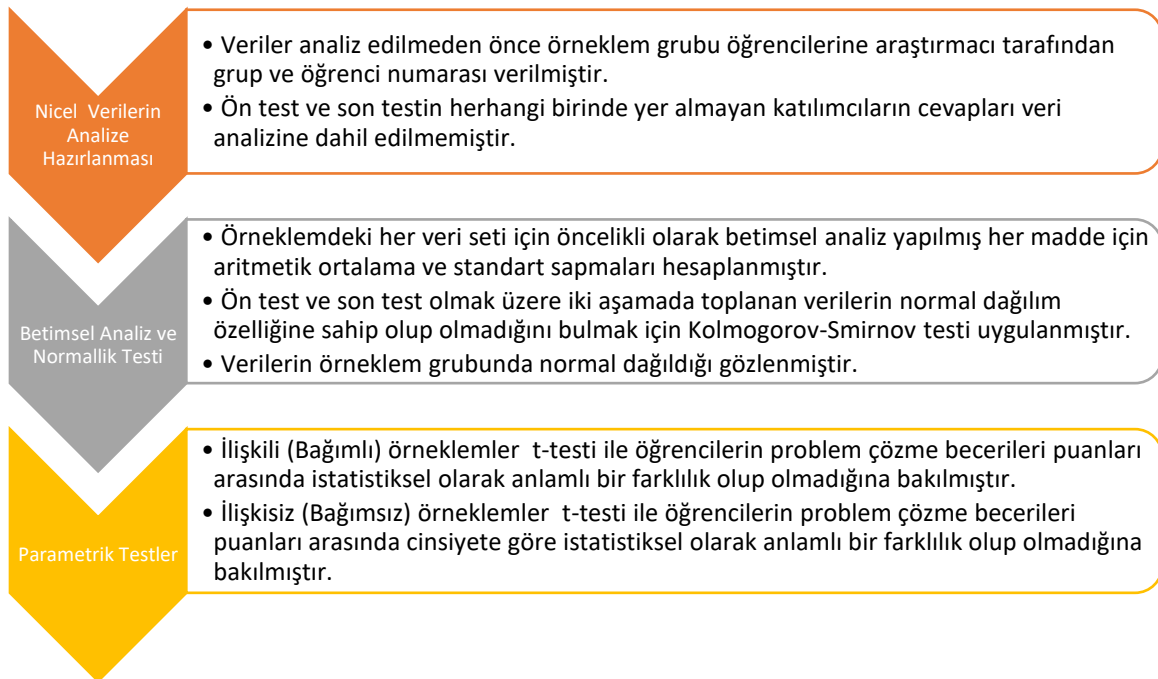 Nicel Verilerin
Analize
Hazırlanması
• Veriler analiz edilmeden önce örneklem grubu öğrencilerine araştırmacı tarafından
grup ve öğrenci numarası verilmiştir.
• Ön test ve son testin herhangi birinde yer almayan katılımcıların cevapları veri
analizine dahil edilmemiştir.
Betimsel Analiz ve
Normallik Testi
• Örneklemdeki her veri seti için öncelikli olarak betimsel analiz yapılmış her madde için
aritmetik ortalama ve standart sapmaları hesaplanmıştır.
• Ön test ve son test olmak üzere iki aşamada toplanan verilerin normal dağılım
özelliğine sahip olup olmadığını bulmak için Kolmogorov-Smirnov testi uygulanmıştır.
• Verilerin örneklem grubunda normal dağıldığı gözlenmiştir.
Parametrik Testler
• İlişkili (Bağımlı) örneklemler t-testi ile öğrencilerin problem çözme becerileri puanları
arasında istatistiksel olarak anlamlı bir farklılık olup olmadığına bakılmıştır.
• İlişkisiz (Bağımsız) örneklemler t-testi ile öğrencilerin problem çözme becerileri
puanları arasında cinsiyete göre istatistiksel olarak anlamlı bir farklılık olup olmadığına
bakılmıştır.